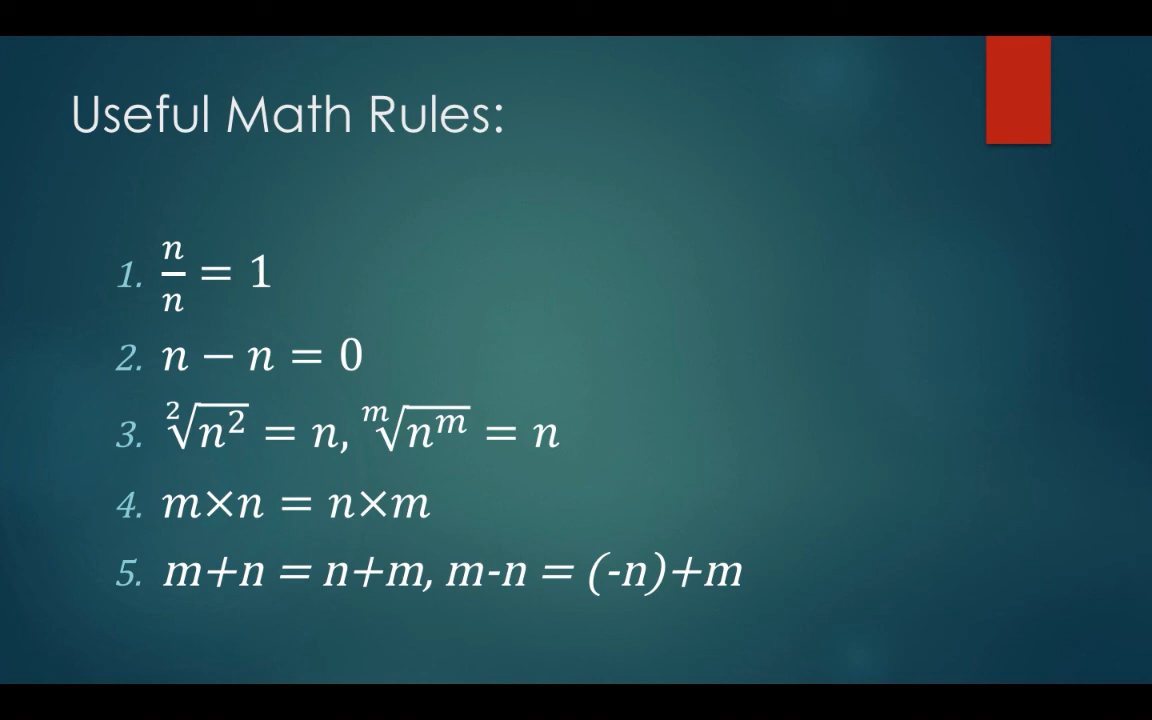 Useful Math Rules:
1. n/n = 1
2. n − n = 0
3. ²√n² = n, ᵐ√nᵐ = n
4. m×n = n×m
5. m+n = n+m, m-n = (-n)+m